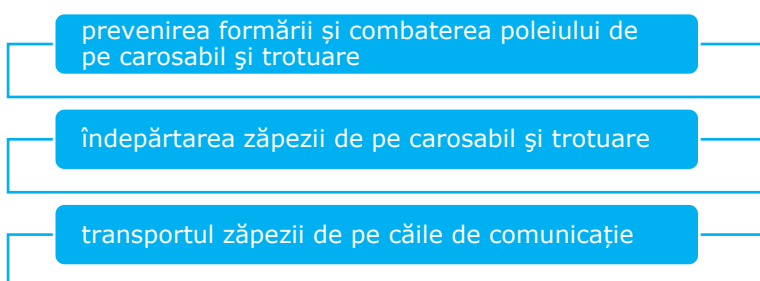 prevenirea formării și combaterea poleiului de
pe carosabil şi trotuare
îndepărtarea zăpezii de pe carosabil şi trotuare
transportul zăpezii de pe căile de comunicație